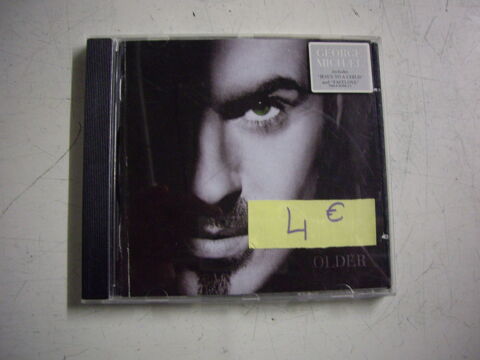 GEORGE
MICHAEL
includes
"JESUS TO A CHILD"
and "FASTLOVE"
4 €
OLDER